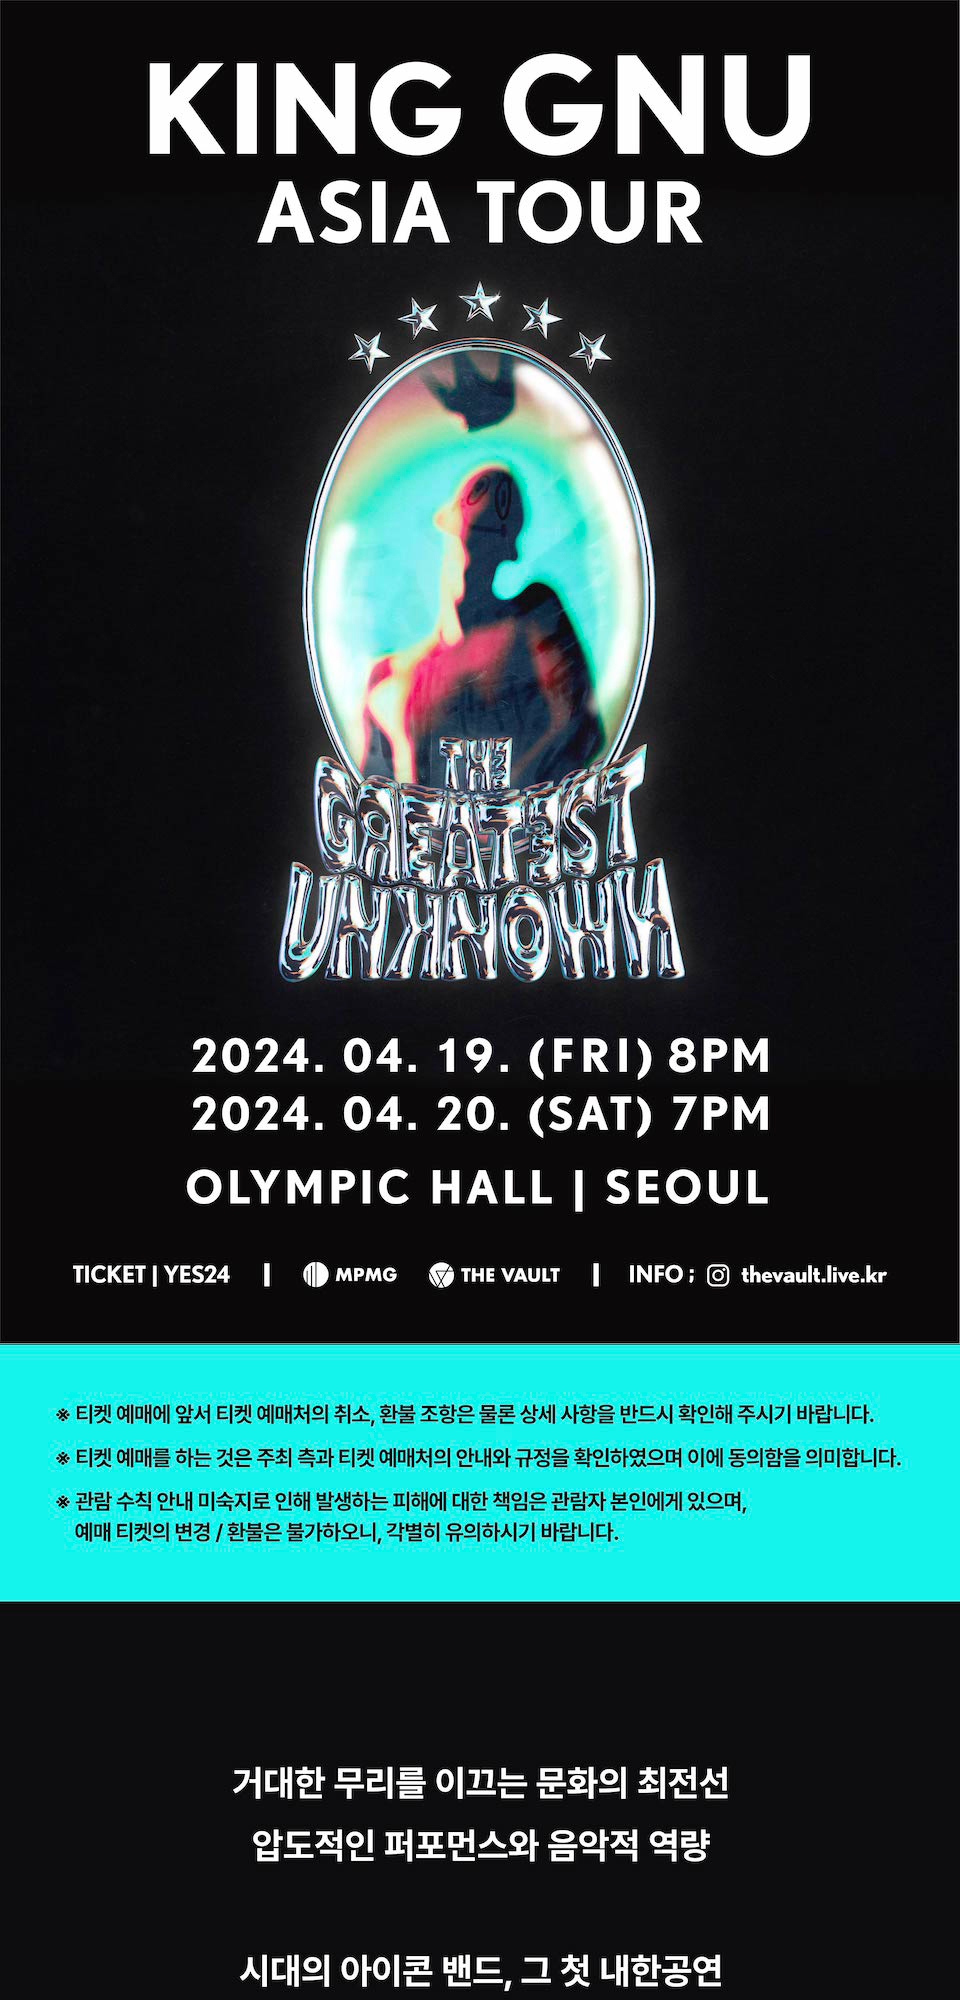 KING GNU
ASIA TOUR
THE
GREATEST
UNKNOWN
2024. 04. 19. (FRI) 8PM
2024. 04. 20. (SAT) 7PM
OLYMPIC HALL | SEOUL
TICKET | YES24 | MPMG THE VAULT | INFO ; thevault.live.kr
※ 티켓 예매에 앞서 티켓 예매처의 취소, 환불 조항은 물론 상세 사항을 반드시 확인해 주시기 바랍니다.
※ 티켓 예매를 하는 것은 주최 측과 티켓 예매처의 안내와 규정을 확인하였으며 이에 동의함을 의미합니다.
※ 관람 수칙 안내 미숙지로 인해 발생하는 피해에 대한 책임은 관람자 본인에게 있으며,
예매 티켓의 변경 / 환불은 불가하오니, 각별히 유의하시기 바랍니다.
거대한 무리를 이끄는 문화의 최전선
압도적인 퍼포먼스와 음악적 역량
시대의 아이콘 밴드, 그 첫 내한공연